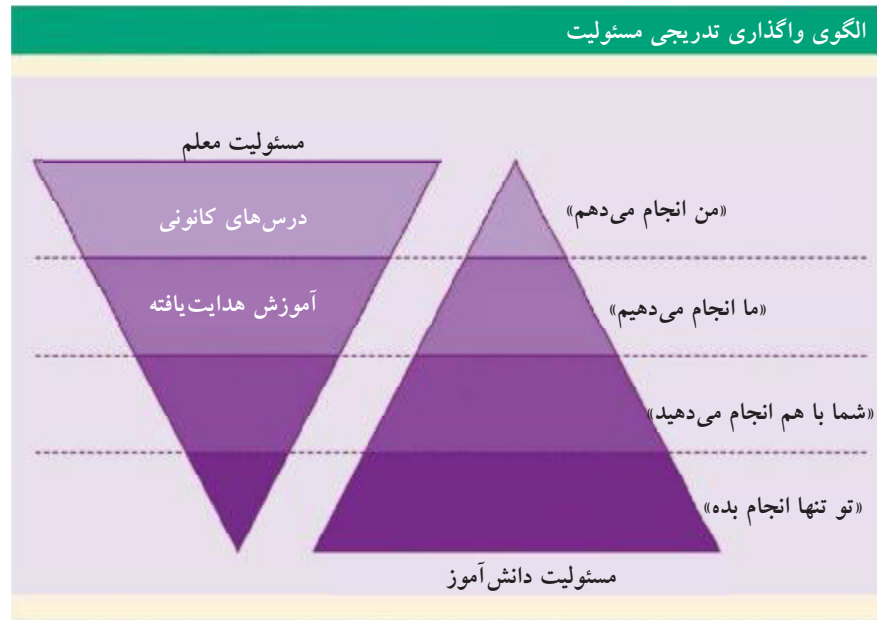 الگوی واگذاری تدریجی مسئولیت
مسئولیت معلم
«من انجام می‌دهم»
درس‌های کانونی
«ما انجام می‌دهیم»
آموزش هدایت‌یافته
«شما با هم انجام می‌دهید»
«تو تنها انجام بده»
مسئولیت دانش‌آموز